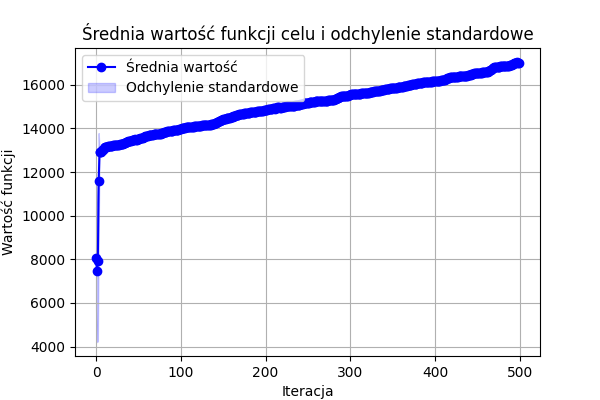 Średnia wartość funkcji celu i odchylenie standardowe
Średnia wartość
Odchylenie standardowe
Wartość funkcji
16000
14000
12000
10000
8000
6000
4000
0 100 200 300 400 500
Iteracja